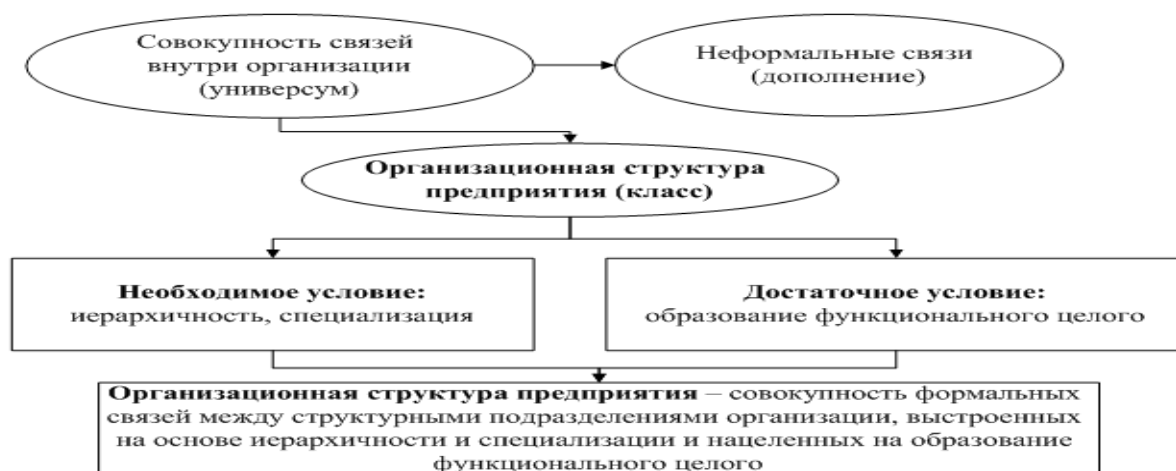 Совокупность связей
внутри организации
(универсум)
Неформальные связи
(дополнение)
Организационная структура
предприятия (класс)
Необходимое условие:
иерархичность, специализация
Достаточное условие:
образование функционального целого
Организационная структура предприятия – совокупность формальных
связей между структурными подразделениями организации, выстроенных
на основе иерархичности и специализации и нацеленных на образование
функционального целого